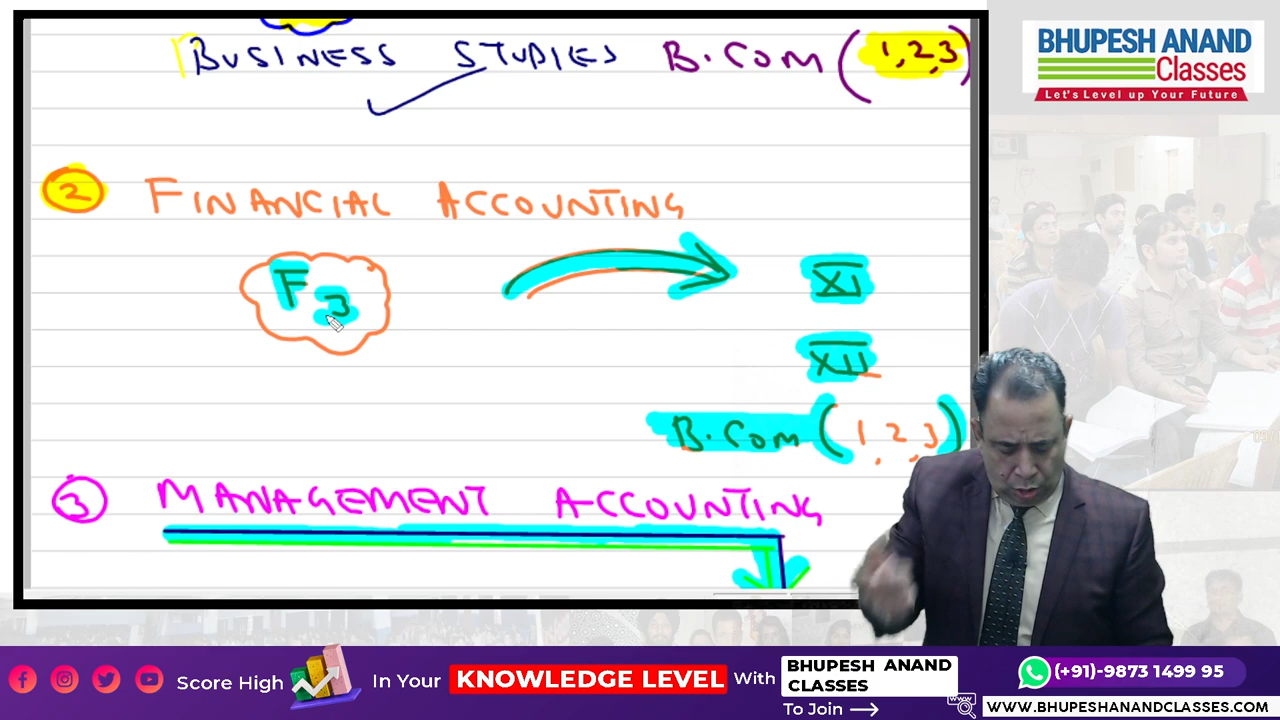 BUSINESS STUDIES B.COM (1,2,3)
2 FINANCIAL ACCOUNTING
F3
XI
XII
B.COM (1,2,3)
3 MANAGEMENT ACCOUNTING
BHUPESH ANAND
Classes
Let's Level up Your Future
Score High In Your KNOWLEDGE LEVEL With BHUPESH ANAND CLASSES
To Join
(+91)-9873 1499 95
www
WWW.BHUPESHANANDCLASSES.COM